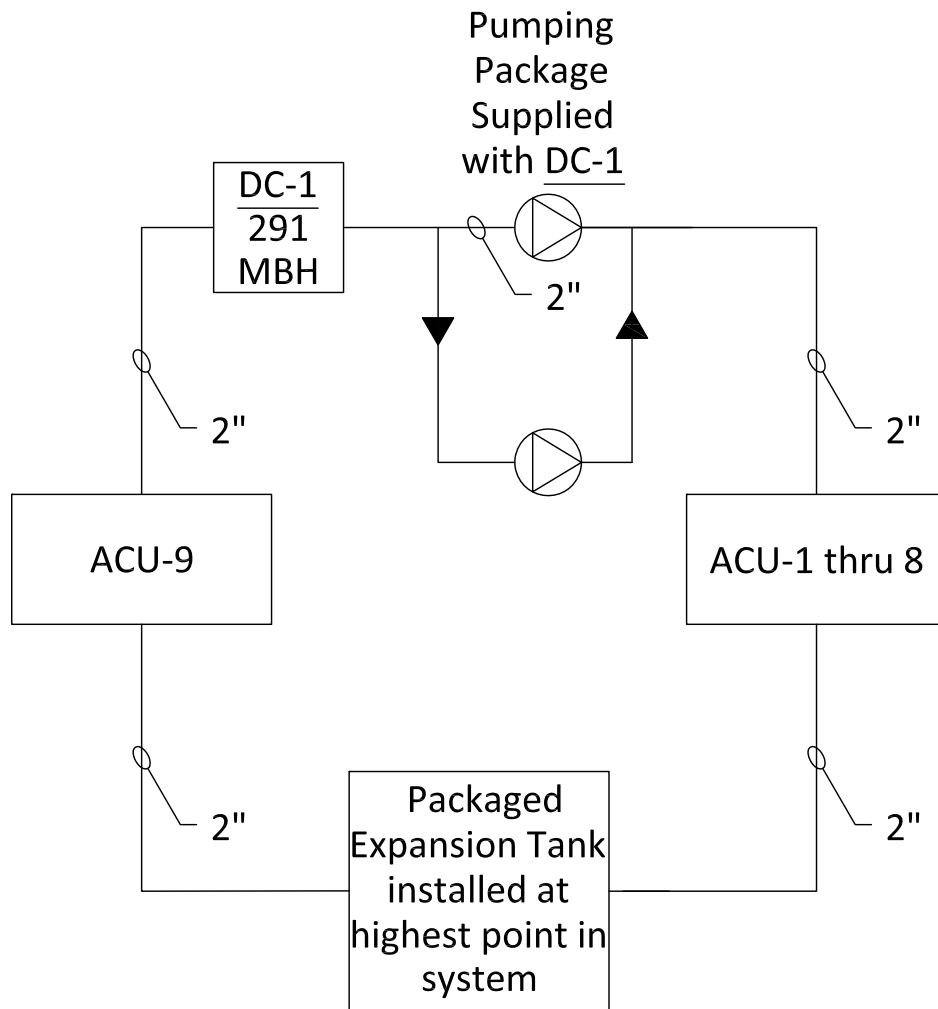 Pumping
Package
Supplied
with DC-1
DC-1
291
MBH
2"
2"
2"
ACU-9
ACU-1 thru 8
2"
2"
Packaged
Expansion Tank
installed at
highest point in
system